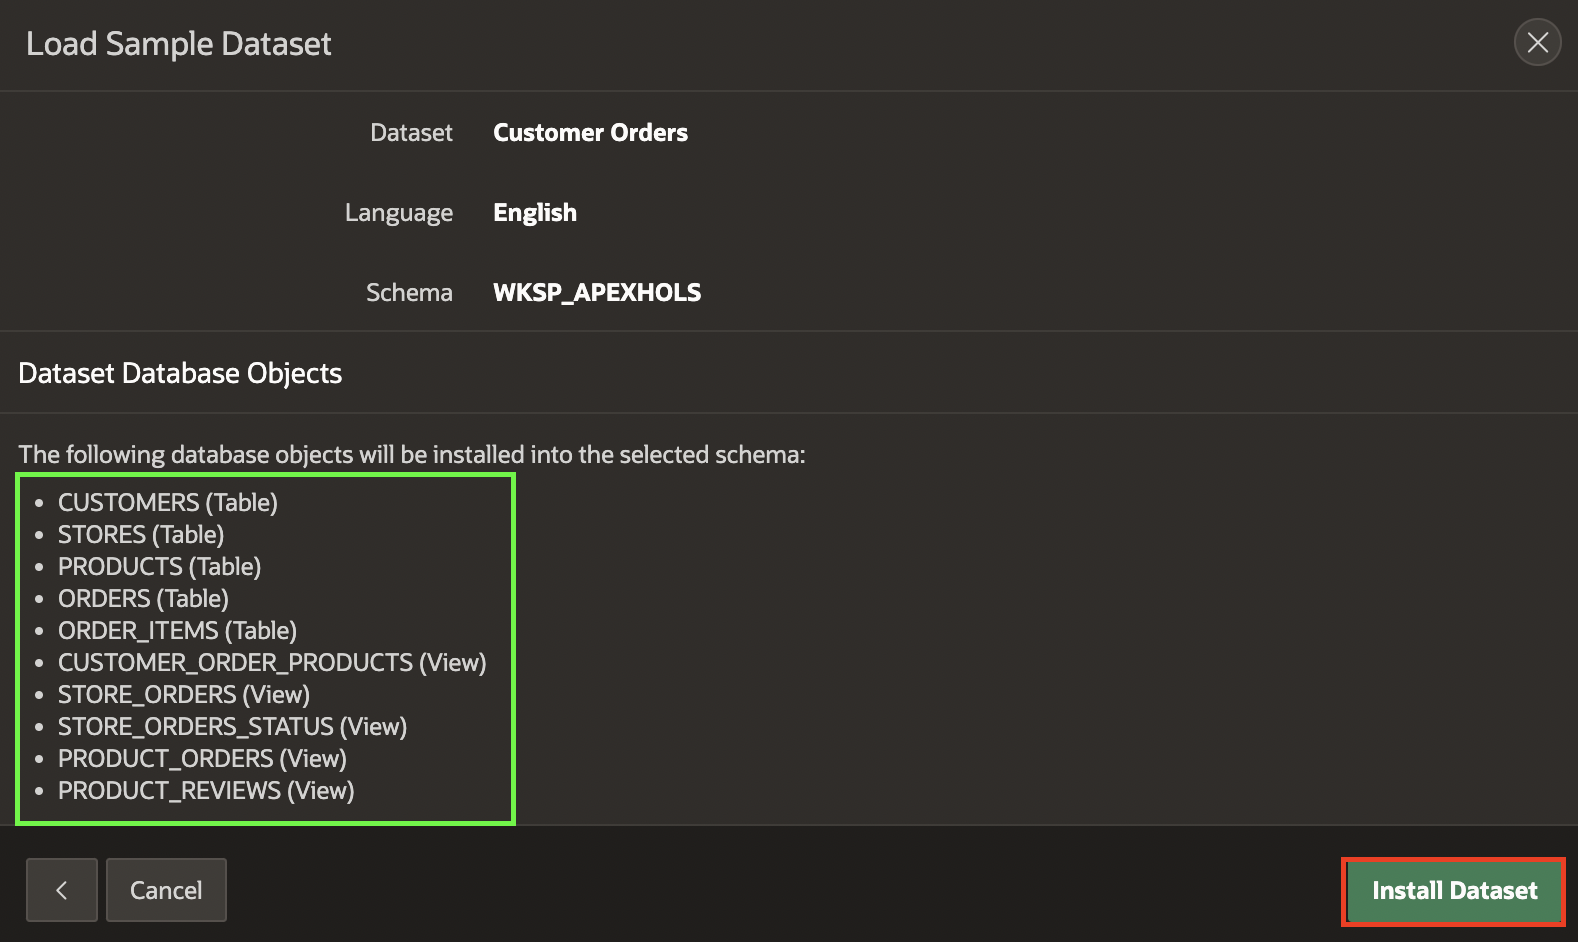 Load Sample Dataset
Dataset Customer Orders
Language English
Schema WKSP_APEXHOLS
Dataset Database Objects
The following database objects will be installed into the selected schema:
• CUSTOMERS (Table)
• STORES (Table)
• PRODUCTS (Table)
• ORDERS (Table)
• ORDER_ITEMS (Table)
• CUSTOMER_ORDER_PRODUCTS (View)
• STORE_ORDERS (View)
• STORE_ORDERS_STATUS (View)
• PRODUCT_ORDERS (View)
• PRODUCT_REVIEWS (View)
Cancel Install Dataset